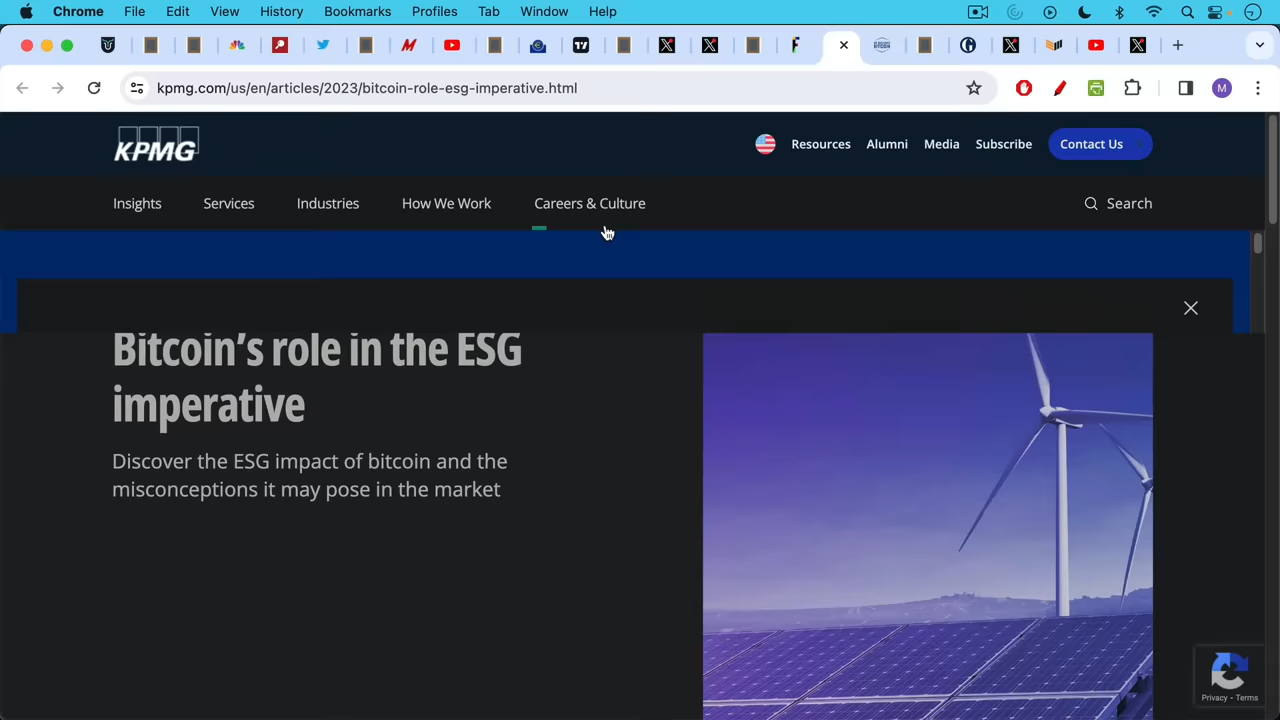 Chrome File Edit View History Bookmarks Profiles Tab Window Help
kpmg.com/us/en/articles/2023/bitcoin-role-esg-imperative.html
M
KPMG
Resources Alumni Media Subscribe Contact Us
Insights Services Industries How We Work Careers & Culture Search
Bitcoin's role in the ESG
imperative
Discover the ESG impact of bitcoin and the
misconceptions it may pose in the market
Privacy - Terms